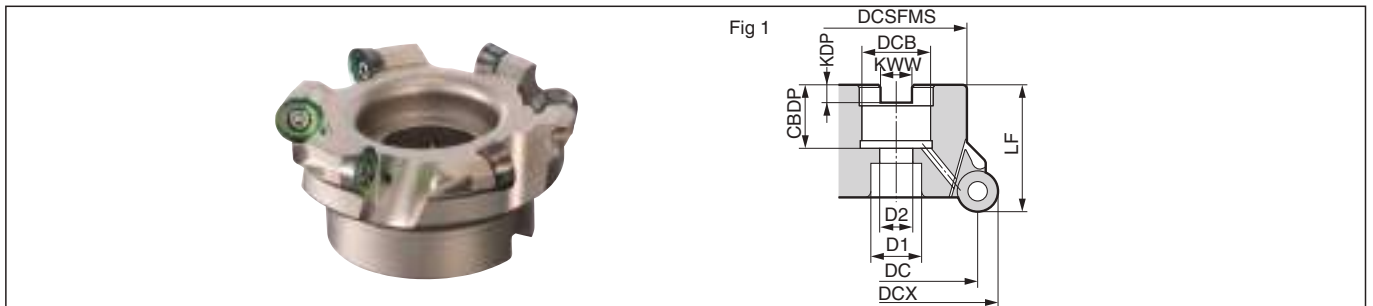 Fig 1
DCSFMS
DCB
KWW
KDP
CBDP
LF
D2
D1
DC
DCX